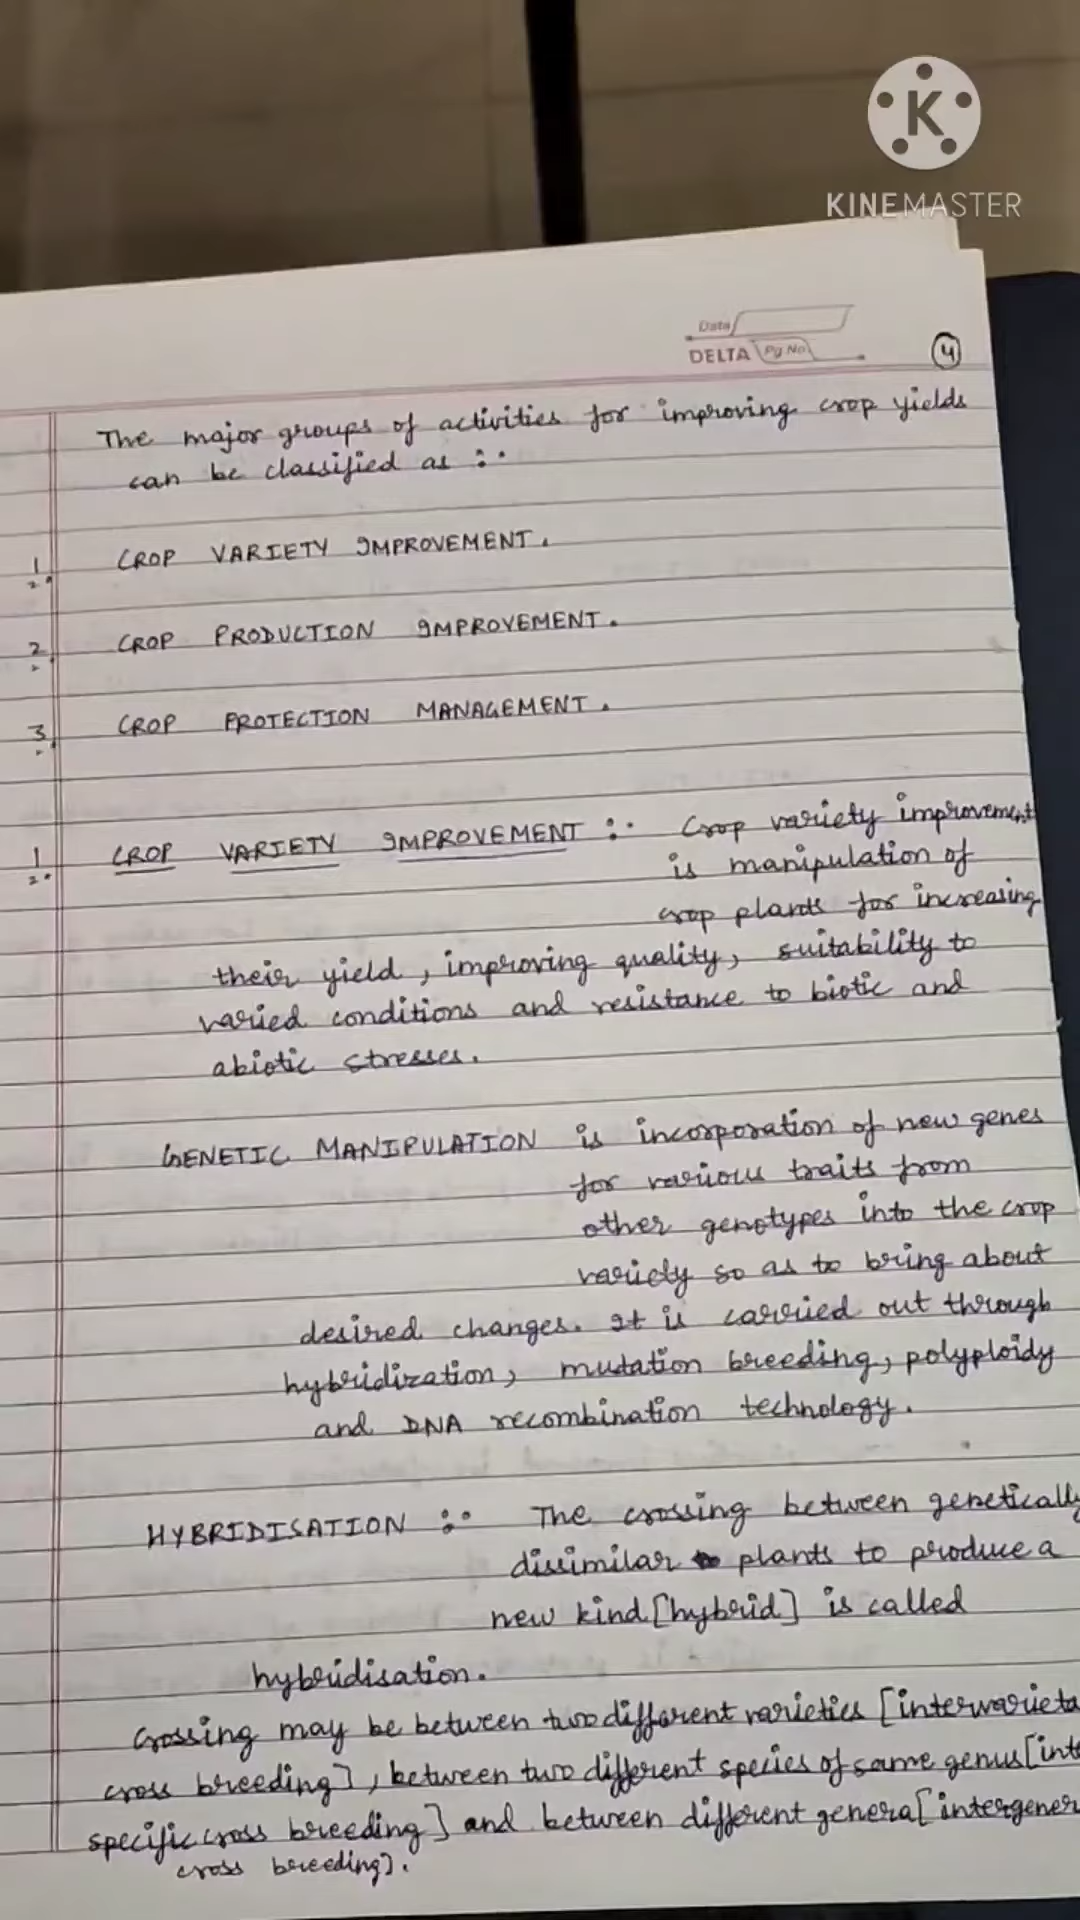 K
KINEMASTER
Date
DELTA Pg No
4
The major groups of activities for improving crop yields
can be classified as :-
1. CROP VARIETY IMPROVEMENT.
2. CROP PRODUCTION IMPROVEMENT.
3. CROP PROTECTION MANAGEMENT.
1. CROP VARIETY IMPROVEMENT :- Crop variety improvement
is manipulation of
crop plants for increasing
their yield, improving quality, suitability to
varied conditions and resistance to biotic and
abiotic stresses.
GENETIC MANIPULATION is incorporation of new genes
for various traits from
other genotypes into the crop
variety so as to bring about
desired changes. It is carried out through
hybridization, mutation breeding, polyploidy
and DNA recombination technology.
HYBRIDISATION :- The crossing between genetically
dissimilar plants to produce a
new kind [hybrid] is called
hybridisation.
Crossing may be between two different varieties [intervarieta
cross breeding], between two different species of same genus [int
specific cross breeding] and between different genera [intergener
cross breeding].